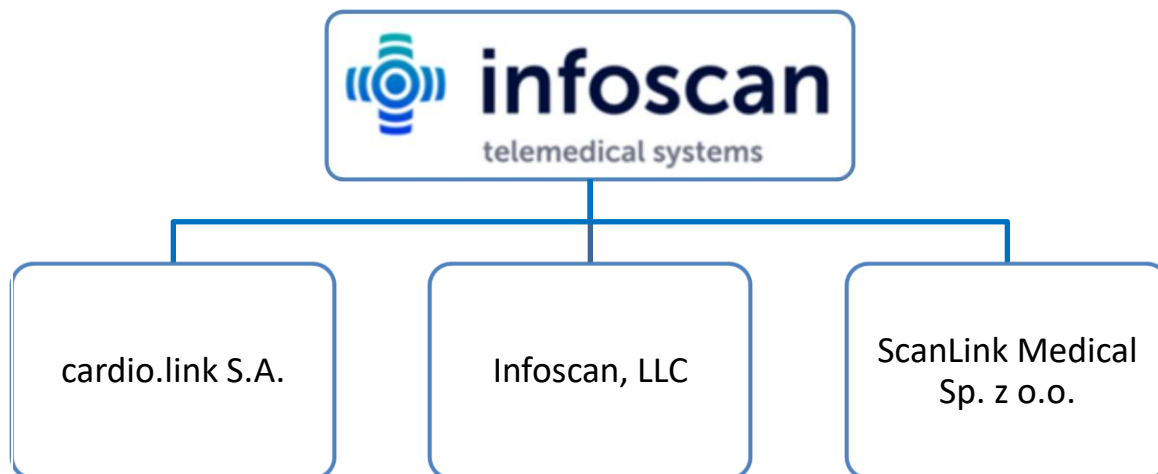 infoscan
telemedical systems
cardio.link S.A.
Infoscan, LLC
ScanLink Medical
Sp. z o.o.